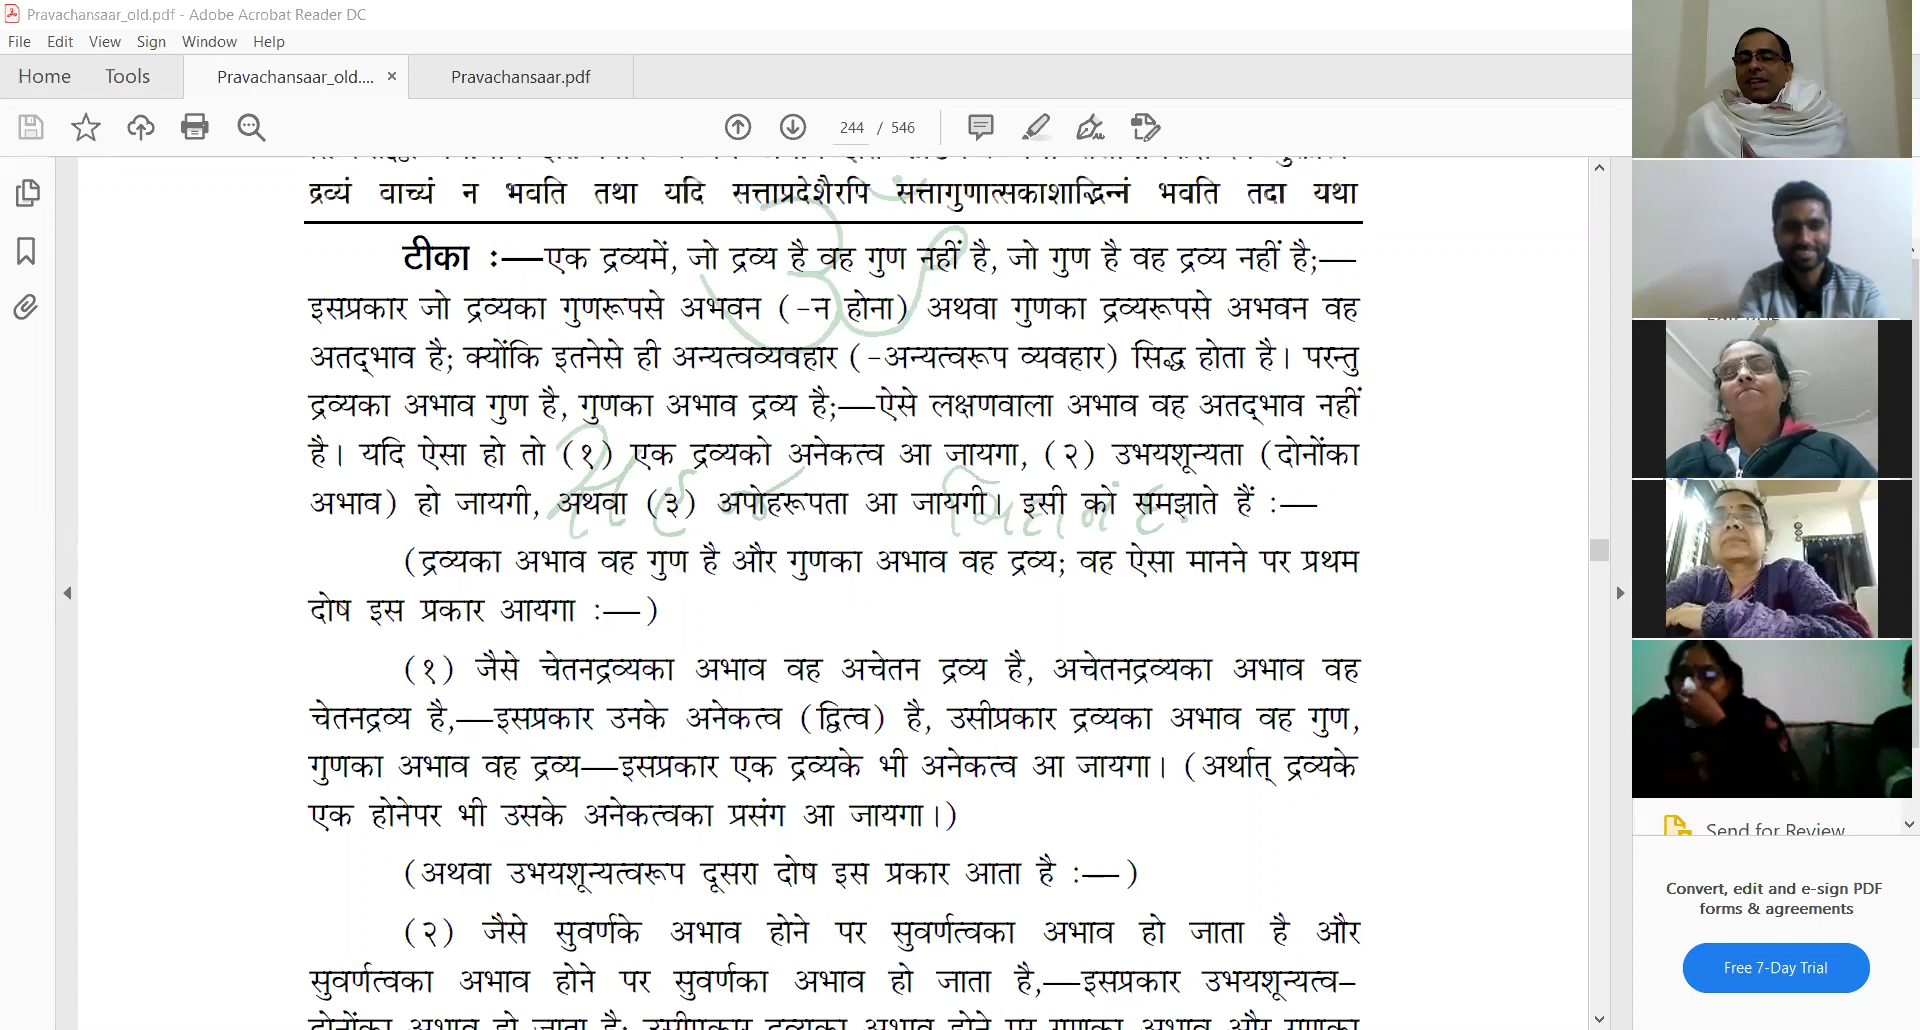 Pravachansaar_old.pdf - Adobe Acrobat Reader DC
File Edit View Sign Window Help
Home Tools Pravachansaar_old.... × Pravachansaar.pdf
244 / 546
द्रव्यं वाच्यं न भवति तथा यदि सत्ताप्रदेशैरपि सत्तागुणात्सकाशाद्भिन्नं भवति तदा यथा
टीका :—एक द्रव्यमें, जो द्रव्य है वह गुण नहीं है, जो गुण है वह द्रव्य नहीं है;—
इसप्रकार जो द्रव्यका गुणरूपसे अभवन (-न होना) अथवा गुणका द्रव्यरूपसे अभवन वह
अतद्‌भाव है; क्योंकि इतनेसे ही अन्यत्वव्यवहार (-अन्यत्वरूप व्यवहार) सिद्ध होता है। परन्तु
द्रव्यका अभाव गुण है, गुणका अभाव द्रव्य है;—ऐसे लक्षणवाला अभाव वह अतद्‌भाव नहीं
है। यदि ऐसा हो तो (१) एक द्रव्यको अनेकत्व आ जायगा, (२) उभयशून्यता (दोनोंका
अभाव) हो जायगी, अथवा (३) अपोहरूपता आ जायगी। इसी को समझाते हैं :—
(द्रव्यका अभाव वह गुण है और गुणका अभाव वह द्रव्य; वह ऐसा मानने पर प्रथम
दोष इस प्रकार आयगा :—)
(१) जैसे चेतनद्रव्यका अभाव वह अचेतन द्रव्य है, अचेतनद्रव्यका अभाव वह
चेतनद्रव्य है,—इसप्रकार उनके अनेकत्व (द्वित्व) है, उसीप्रकार द्रव्यका अभाव वह गुण,
गुणका अभाव वह द्रव्य—इसप्रकार एक द्रव्यके भी अनेकत्व आ जायगा। (अर्थात् द्रव्यके
एक होनेपर भी उसके अनेकत्वका प्रसंग आ जायगा।)
(अथवा उभयशून्यत्वरूप दूसरा दोष इस प्रकार आता है :—)
(२) जैसे सुवर्णके अभाव होने पर सुवर्णत्वका अभाव हो जाता है और
सुवर्णत्वका अभाव होने पर सुवर्णका अभाव हो जाता है,—इसप्रकार उभयशून्यत्व–
ॐ
Send for Review
Convert, edit and e-sign PDF
forms & agreements
Free 7-Day Trial